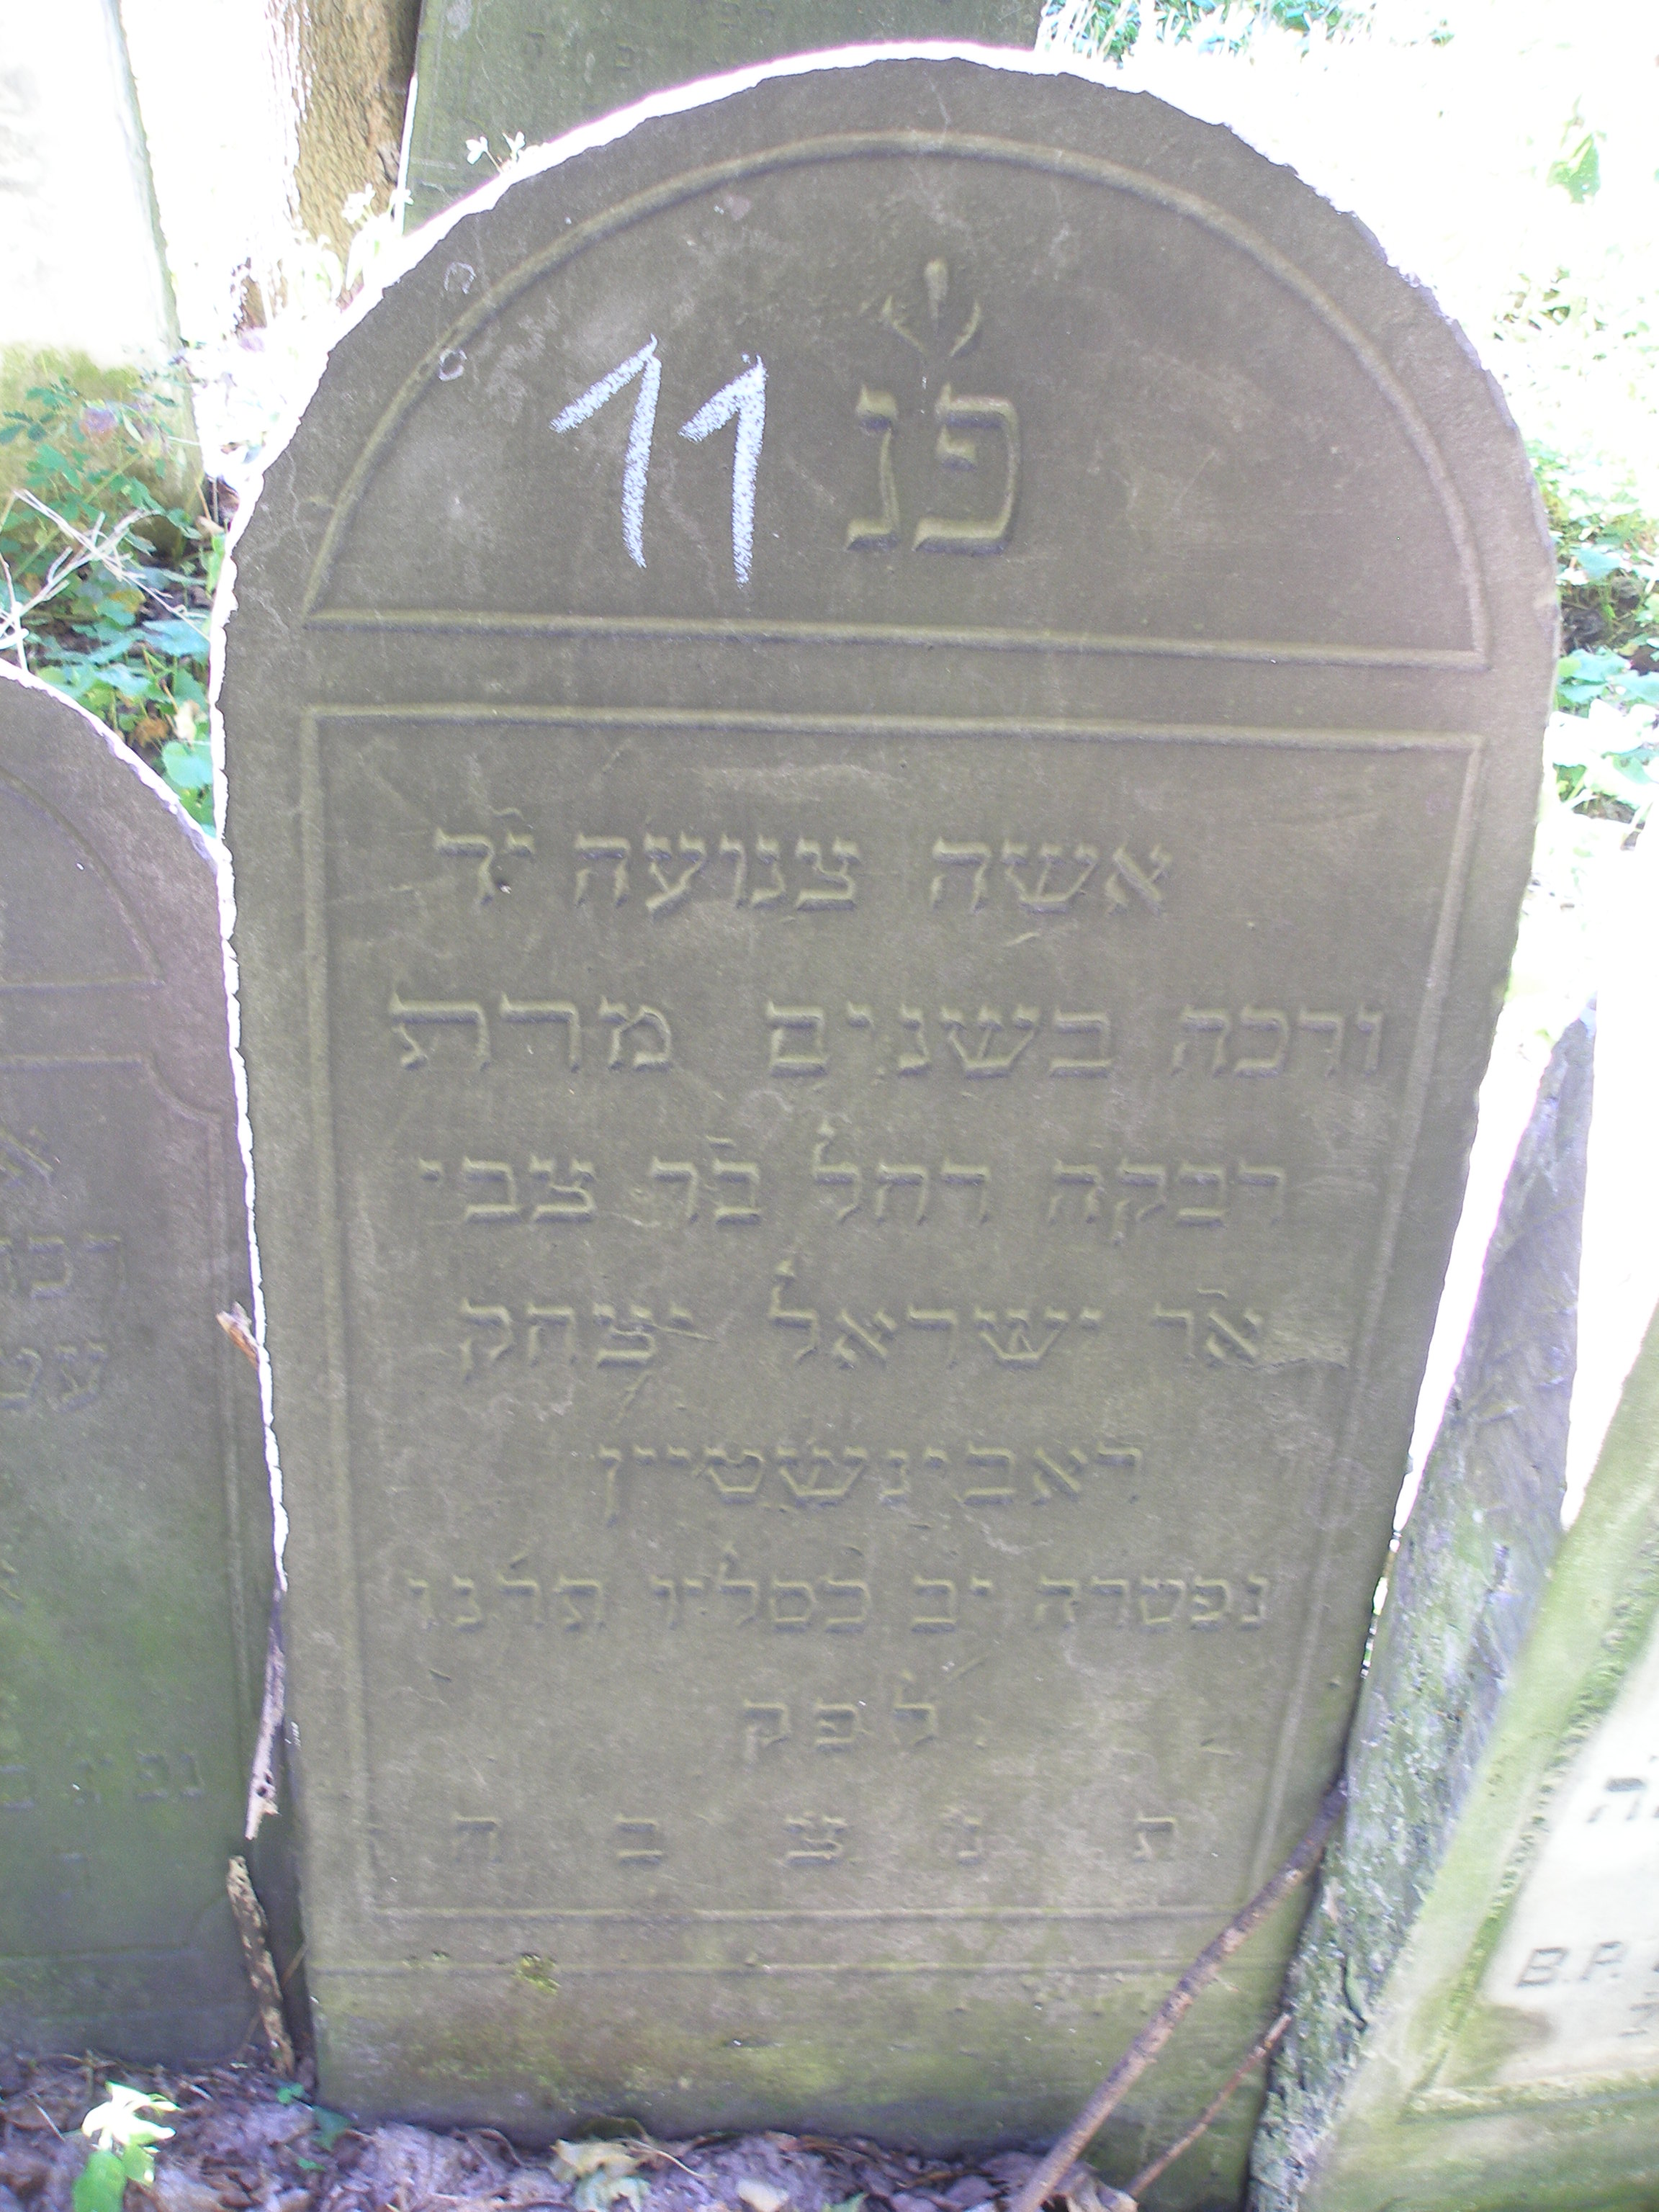 פנ
11
אשה צנועה יר
ורכה בשנים מרת
רבקה רחל בר צבי
אר ישראל יצחק
ראבינשטיין
נפטרה יב כסליו תרנו
לפק
ת נ צ ב ה
B.P.